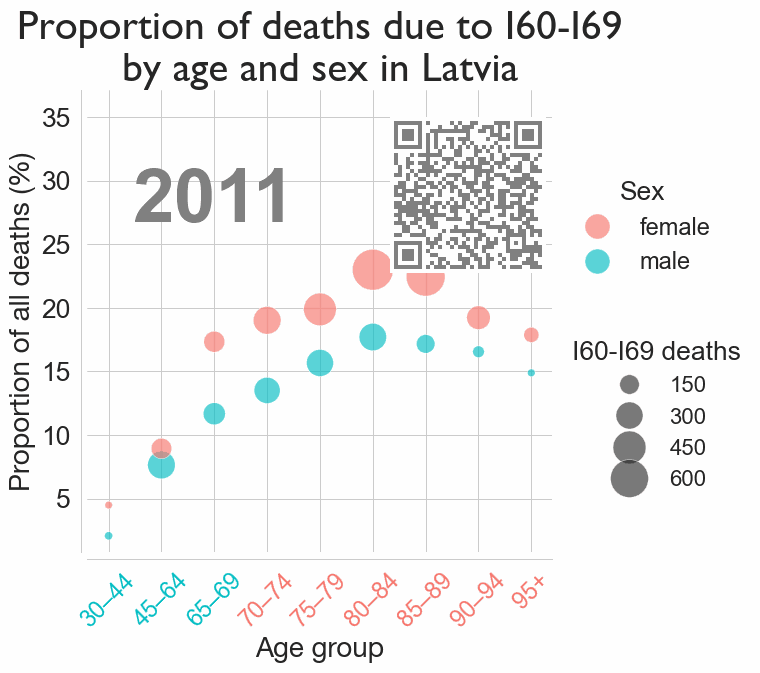 Proportion of deaths due to I60-I69
by age and sex in Latvia
Proportion of all deaths (%)
35
30
25
20
15
10
5
2011
30–44
45–64
65–69
70–74
75–79
80–84
85–89
90–94
95+
Age group
Sex
female
male
I60-I69 deaths
150
300
450
600